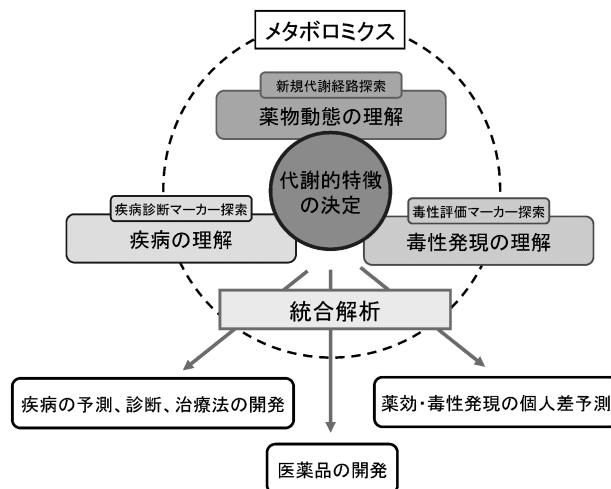 メタボロミクス
新規代謝経路探索
薬物動態の理解
代謝的特徴
の決定
疾病診断マーカー探索
疾病の理解
毒性評価マーカー探索
毒性発現の理解
統合解析
疾病の予測、診断、治療法の開発
薬効・毒性発現の個人差予測
医薬品の開発